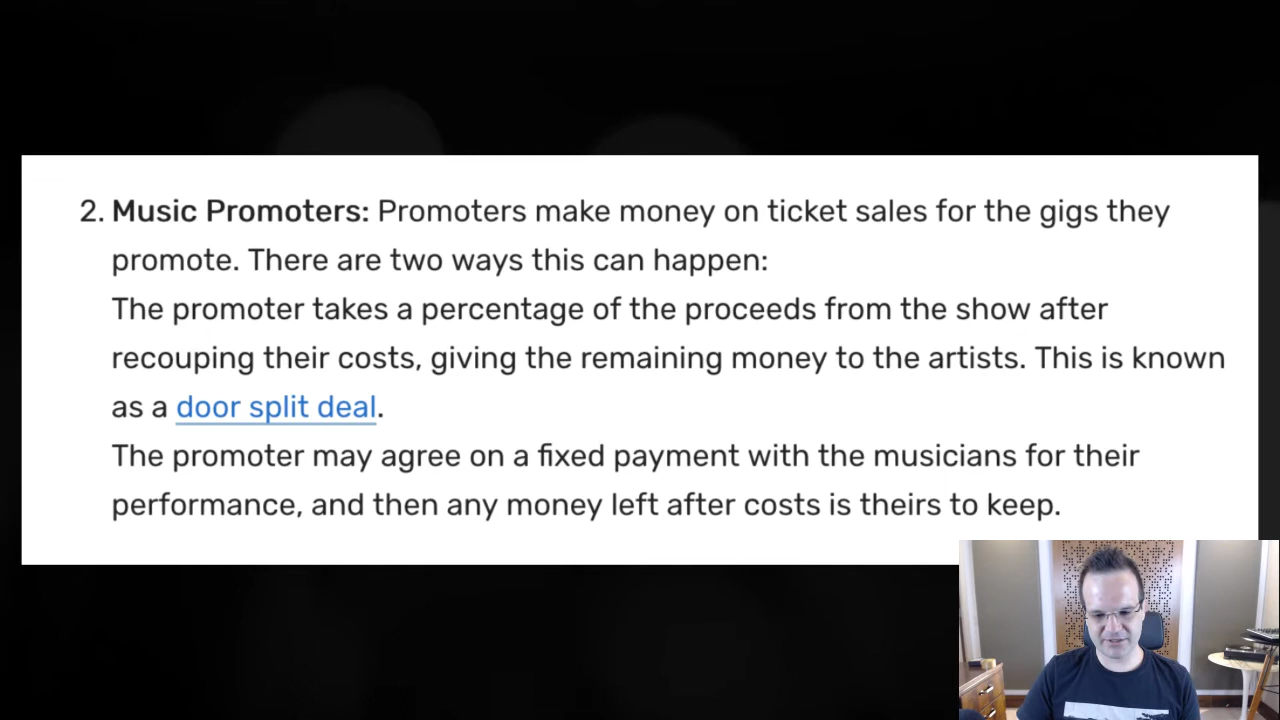 2. Music Promoters: Promoters make money on ticket sales for the gigs they
promote. There are two ways this can happen:
The promoter takes a percentage of the proceeds from the show after
recouping their costs, giving the remaining money to the artists. This is known
as a door split deal.
The promoter may agree on a fixed payment with the musicians for their
performance, and then any money left after costs is theirs to keep.